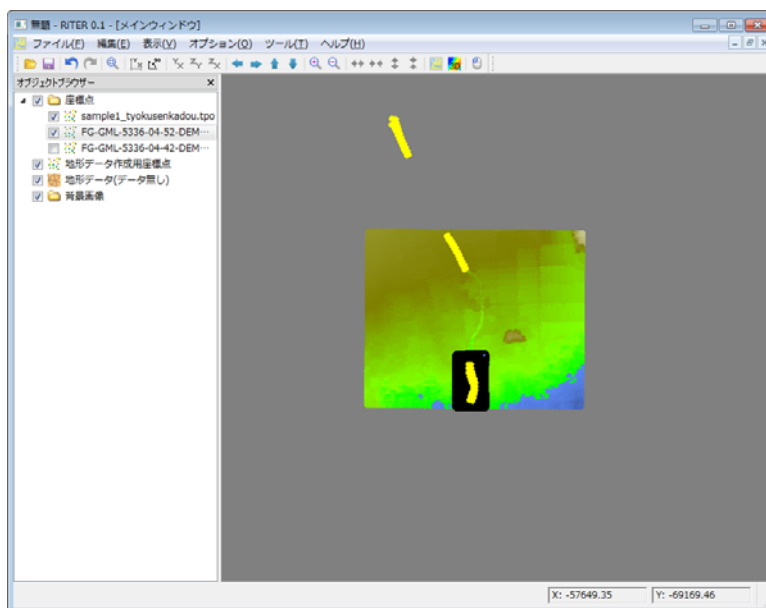 無題 - RiTER 0.1 - [メインウィンドウ]
ファイル(F) 編集(E) 表示(V) オプション(O) ツール(T) ヘルプ(H)
オブジェクトブラウザー
座標点
sample1_tyokusenkadou.tpo
FG-GML-5336-04-52-DEM…
FG-GML-5336-04-42-DEM…
地形データ作成用座標点
地形データ(データ無し)
背景画像
X: -57649.35 Y: -69169.46